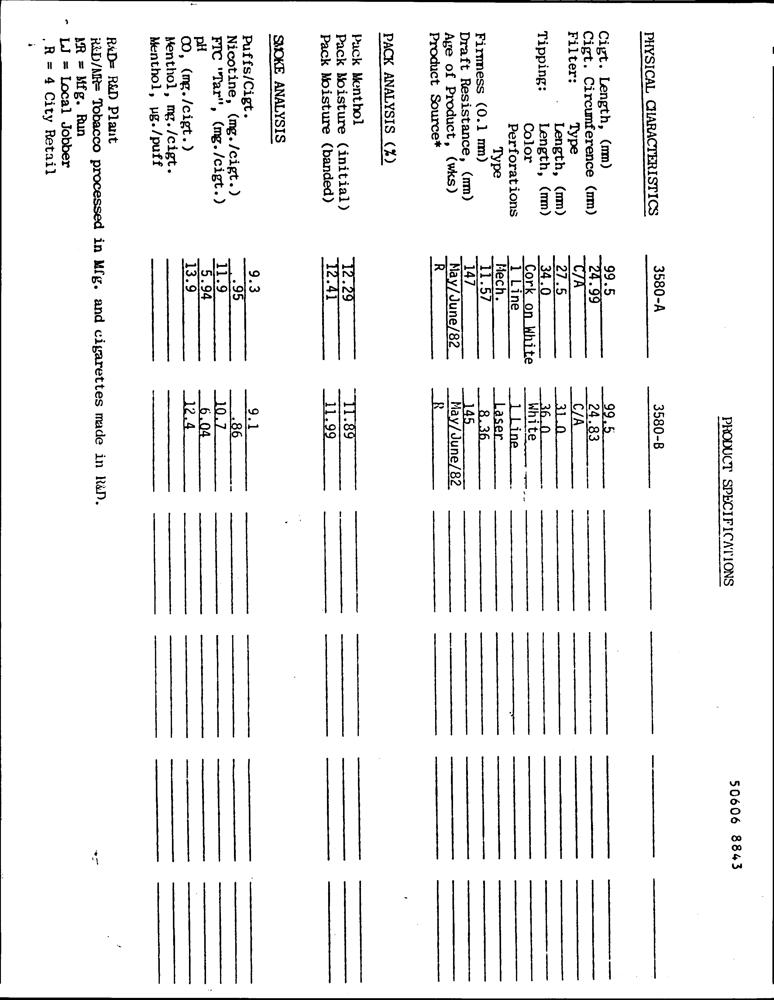 50606 8843
PRODUCT SPECIFICATIONS
3580-A 3580-B
PHYSICAL CHARACTERISTICS
Cigt. Length, (mm) 99.5 99.5
Cigt. Circumference (mm) 24.99 24.83
Filter: Type C/A C/A
Length, (mm) 27.5 31.0
Tipping: Length, (mm) 34.0 36.0
Color Cork on White White
Perforations 1 Line 1 Line
Type Mech. Laser
Firmness (0.1 mm) 11.57 8.36
Draft Resistance, (mm) 147 145
Age of Product, (wks) May/June/82 May/June/82
Product Source* R R
PACK ANALYSIS (%)
Pack Menthol
Pack Moisture (initial) 12.29 11.89
Pack Moisture (banded) 12.41 11.99
SMOKE ANALYSIS
Puffs/Cigt. 9.3 9.1
Nicotine, (mg./cigt.) .95 .86
FTC "Tar", (mg./cigt.) 11.9 10.7
pH 5.94 6.04
CO, (mg./cigt.) 13.9 12.4
Menthol, mg./cigt.
Menthol, µg./puff
R&D= R&D Plant
R&D/MR= Tobacco processed in Mfg. and cigarettes made in R&D.
MR = Mfg. Run
LJ = Local Jobber
R = 4 City Retail